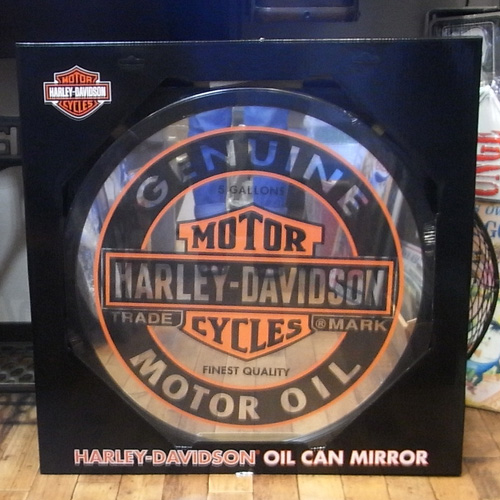 MOTOR
HARLEY-DAVIDSON
CYCLES
GENUINE
5 GALLONS
MOTOR
HARLEY-DAVIDSON
TRADE ® MARK
CYCLES
FINEST QUALITY
MOTOR OIL
HARLEY-DAVIDSON® OIL CAN MIRROR